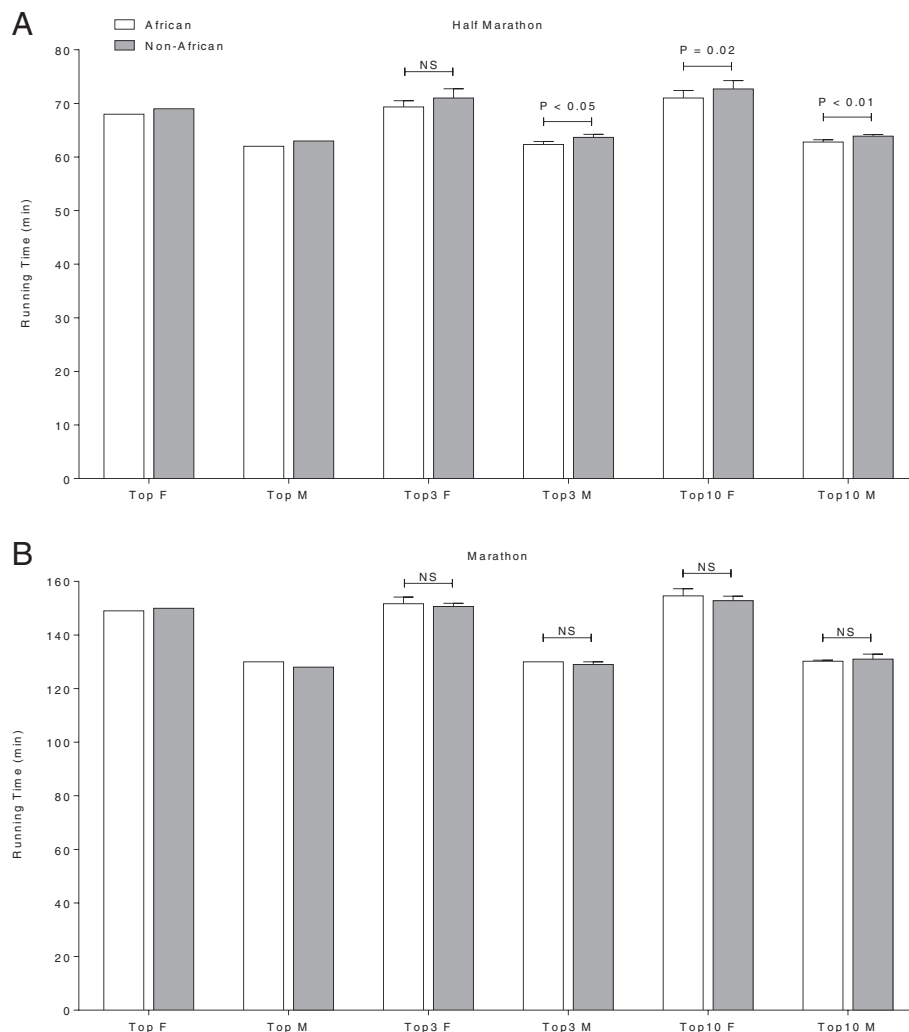 A
African
Non-African
Half Marathon
80
70
60
50
40
30
20
10
0
Running Time (min)
NS
P < 0.05
P = 0.02
P < 0.01
Top F
Top M
Top3 F
Top3 M
Top10 F
Top10 M
B
Marathon
160
140
120
100
80
60
40
20
0
Running Time (min)
NS
NS
NS
NS
Top F
Top M
Top3 F
Top3 M
Top10 F
Top10 M